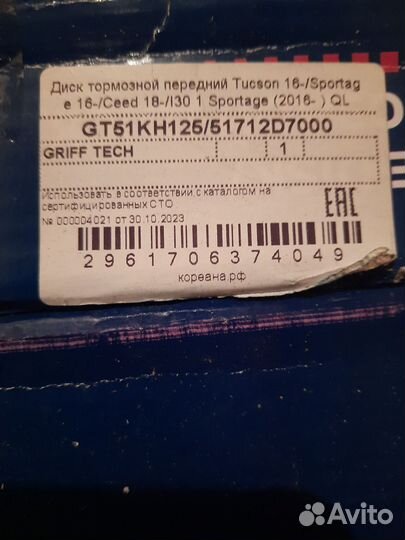 Диск тормозной передний Tucson 16-/Sportag
e 16-/Ceed 18-/I30 1 Sportage (2016- ) QL
GT51KH125/51712D7000
GRIFF TECH 1
Использовать в соответствии с каталогом на
сертифицированных СТО
№ 000004021 от 30.10.2023
EAC
2961706374049
кореана.рф
Avito